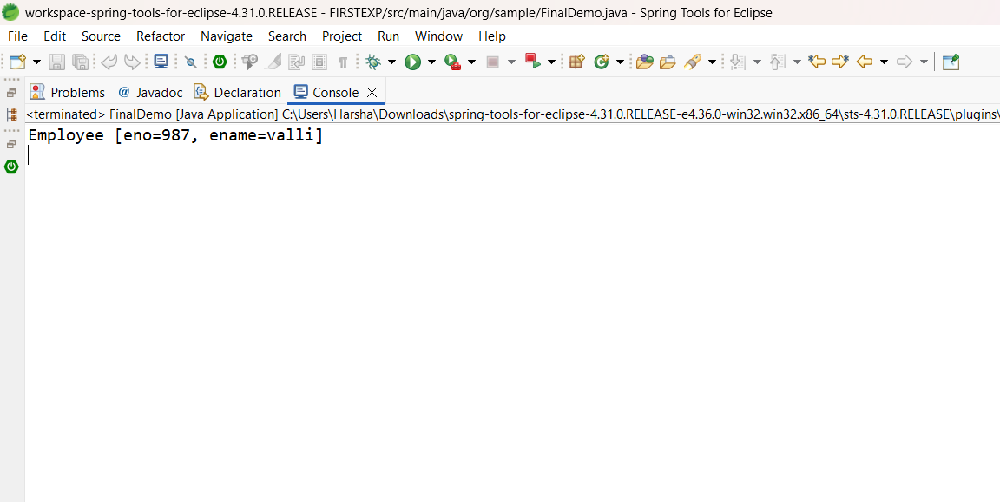 workspace-spring-tools-for-eclipse-4.31.0.RELEASE - FIRSTEXP/src/main/java/org/sample/FinalDemo.java - Spring Tools for Eclipse
File Edit Source Refactor Navigate Search Project Run Window Help
Problems @ Javadoc Declaration Console
<terminated> FinalDemo [Java Application] C:\Users\Harsha\Downloads\spring-tools-for-eclipse-4.31.0.RELEASE-e4.36.0-win32.win32.x86_64\sts-4.31.0.RELEASE\plugins\
Employee [eno=987, ename=valli]